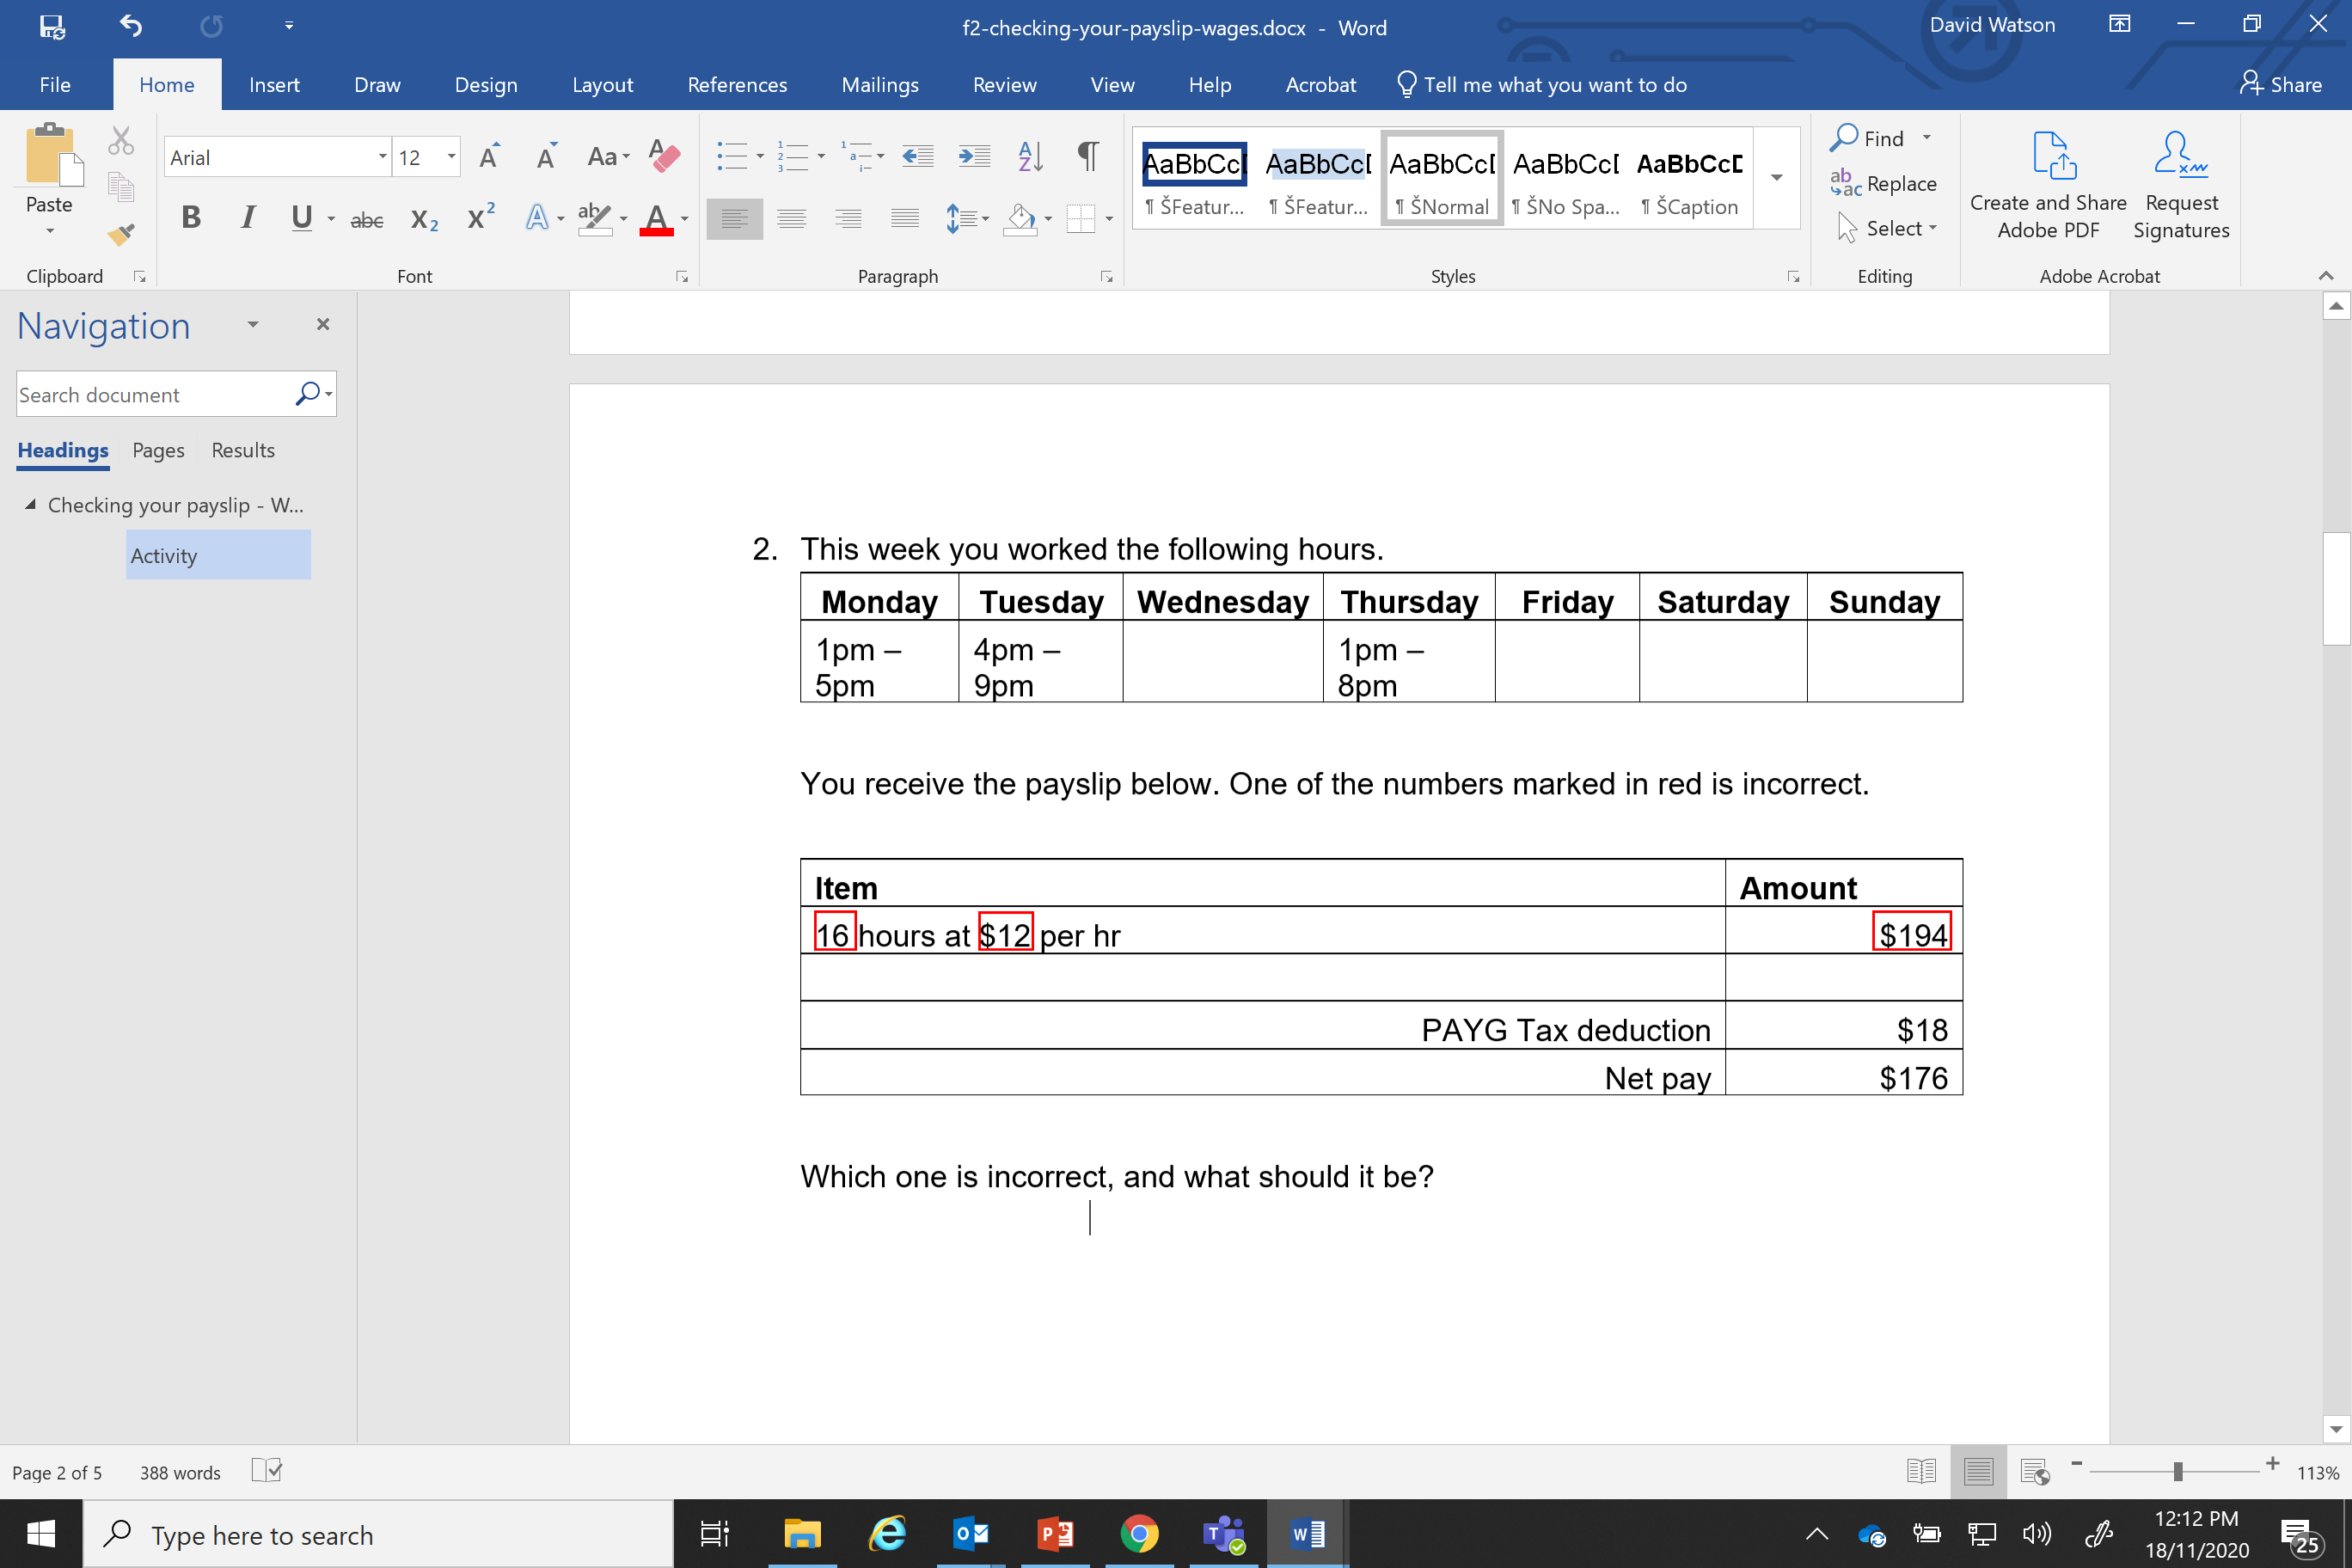 f2-checking-your-payslip-wages.docx - Word
David Watson
File Home Insert Draw Design Layout References Mailings Review View Help Acrobat Tell me what you want to do Share
Paste
Clipboard
Arial 12
Font
Paragraph
AaBbCcI AaBbCcI AaBbCcI AaBbCcI AaBbCcD
¶ ŠFeatur... ¶ ŠFeatur... ¶ ŠNormal ¶ ŠNo Spa... ¶ ŠCaption
Styles
Find
Replace
Select
Editing
Create and Share
Adobe PDF
Request
Signatures
Adobe Acrobat
Navigation
Search document
Headings Pages Results
Checking your payslip - W...
Activity
2. This week you worked the following hours.
Monday Tuesday Wednesday Thursday Friday Saturday Sunday
1pm – 4pm – 1pm –
5pm 9pm 8pm
You receive the payslip below. One of the numbers marked in red is incorrect.
Item Amount
16 hours at $12 per hr $194
PAYG Tax deduction $18
Net pay $176
Which one is incorrect, and what should it be?
Page 2 of 5 388 words 113%
Type here to search
12:12 PM
18/11/2020
25